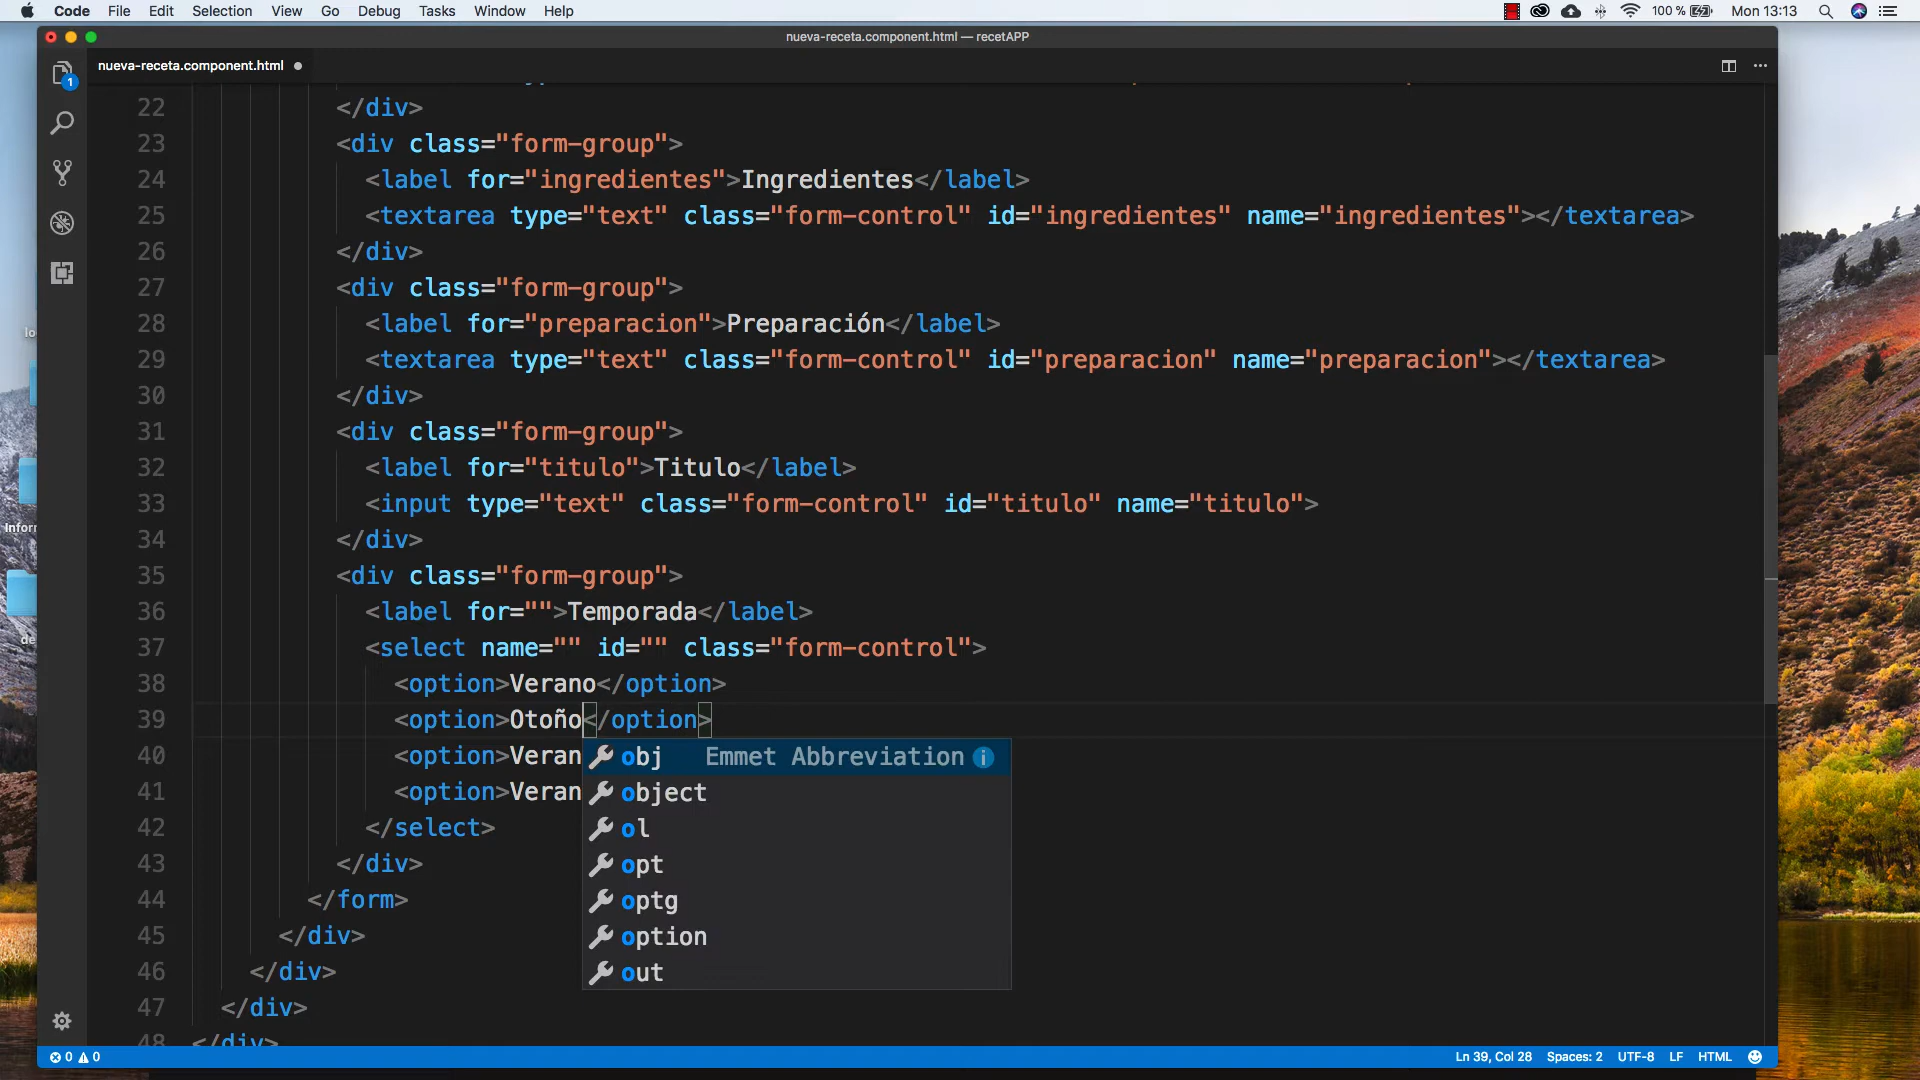 Code File Edit Selection View Go Debug Tasks Window Help 100 % Mon 13:13
nueva-receta.component.html — recetAPP
nueva-receta.component.html
1
22 </div>
23 <div class="form-group">
24 <label for="ingredientes">Ingredientes</label>
25 <textarea type="text" class="form-control" id="ingredientes" name="ingredientes"></textarea>
26 </div>
27 <div class="form-group">
28 <label for="preparacion">Preparación</label>
29 <textarea type="text" class="form-control" id="preparacion" name="preparacion"></textarea>
30 </div>
31 <div class="form-group">
32 <label for="titulo">Titulo</label>
33 <input type="text" class="form-control" id="titulo" name="titulo">
34 </div>
35 <div class="form-group">
36 <label for="">Temporada</label>
37 <select name="" id="" class="form-control">
38 <option>Verano</option>
39 <option>Otoño</option>
40 <option>Veran
41 <option>Veran
42 </select>
43 </div>
44 </form>
45 </div>
46 </div>
47 </div>
48 </div>
obj Emmet Abbreviation
object
ol
opt
optg
option
out
lo
Inforr
de
0 0 Ln 39, Col 28 Spaces: 2 UTF-8 LF HTML